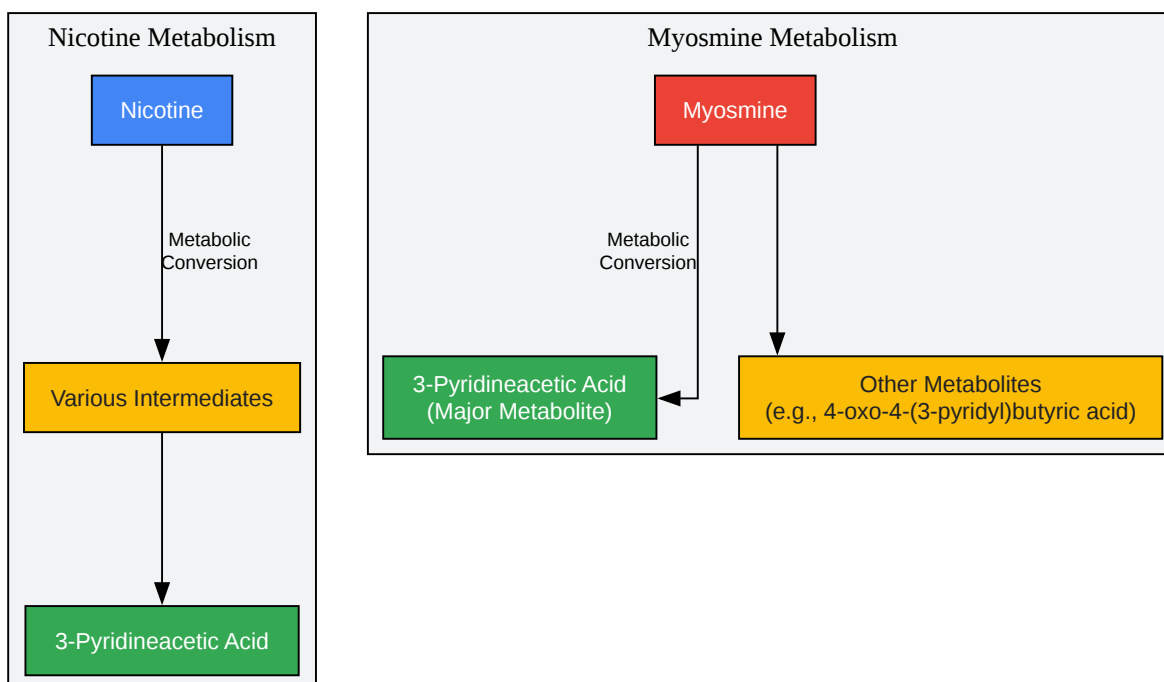 Nicotine Metabolism
Nicotine
Metabolic
Conversion
Various Intermediates
3-Pyridineacetic Acid
Myosmine Metabolism
Myosmine
Metabolic
Conversion
3-Pyridineacetic Acid
(Major Metabolite)
Other Metabolites
(e.g., 4-oxo-4-(3-pyridyl)butyric acid)